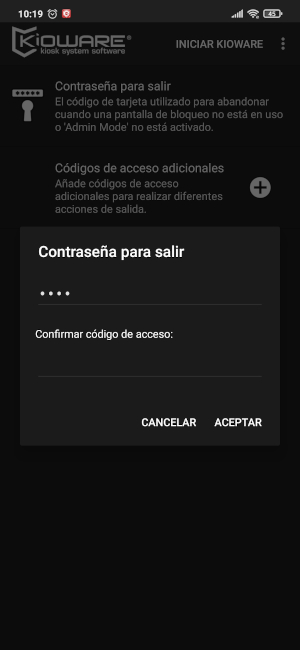 10:19
45
KIOWARE®
kiosk system software
INICIAR KIOWARE
Contraseña para salir
El código de tarjeta utilizado para abandonar
cuando una pantalla de bloqueo no está en uso
o 'Admin Mode' no está activado.
Códigos de acceso adicionales
Añade códigos de acceso
adicionales para realizar diferentes
acciones de salida.
Contraseña para salir
Confirmar código de acceso:
CANCELAR
ACEPTAR